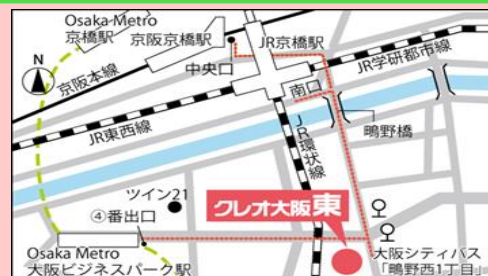 Osaka Metro
京橋駅
京阪京橋駅
JR京橋駅
N
京阪本線
中央口
JR学研都市線
南口
JR東西線
JR環状線
鴫野橋
ツイン21
④番出口
クレオ大阪東
Osaka Metro
大阪ビジネスパーク駅
大阪シティバス
「鴫野西1丁目」